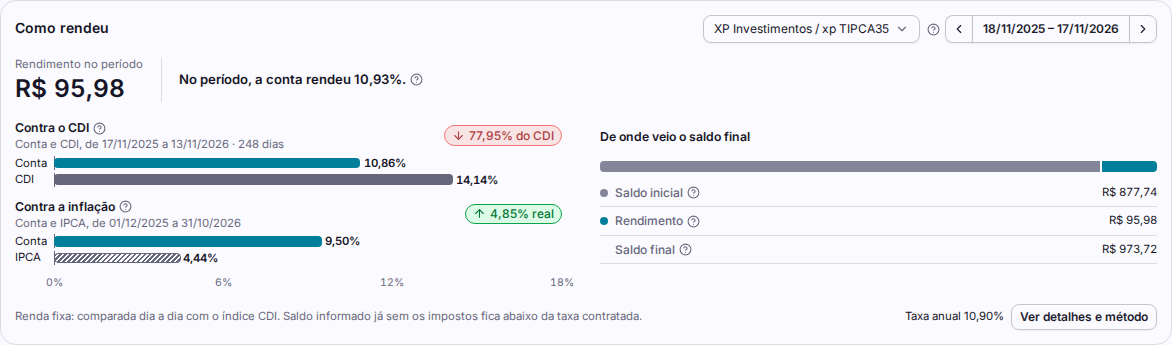 Como rendeu
XP Investimentos / xp TIPCA35
18/11/2025 – 17/11/2026
Rendimento no período
R$ 95,98
No período, a conta rendeu 10,93%.
Contra o CDI
77,95% do CDI
Conta e CDI, de 17/11/2025 a 13/11/2026 · 248 dias
Conta 10,86%
CDI 14,14%
Contra a inflação
4,85% real
Conta e IPCA, de 01/12/2025 a 31/10/2026
Conta 9,50%
IPCA 4,44%
0% 6% 12% 18%
De onde veio o saldo final
Saldo inicial R$ 877,74
Rendimento R$ 95,98
Saldo final R$ 973,72
Renda fixa: comparada dia a dia com o índice CDI. Saldo informado já sem os impostos fica abaixo da taxa contratada.
Taxa anual 10,90%
Ver detalhes e método